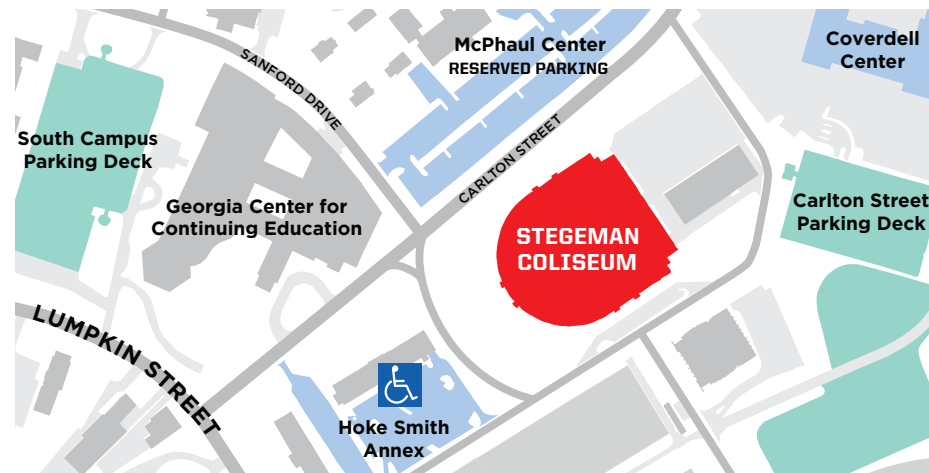 McPhaul Center
RESERVED PARKING
Coverdell
Center
SANFORD DRIVE
South Campus
Parking Deck
CARLTON STREET
Georgia Center for
Continuing Education
Carlton Street
Parking Deck
STEGEMAN
COLISEUM
LUMPKIN STREET
Hoke Smith
Annex